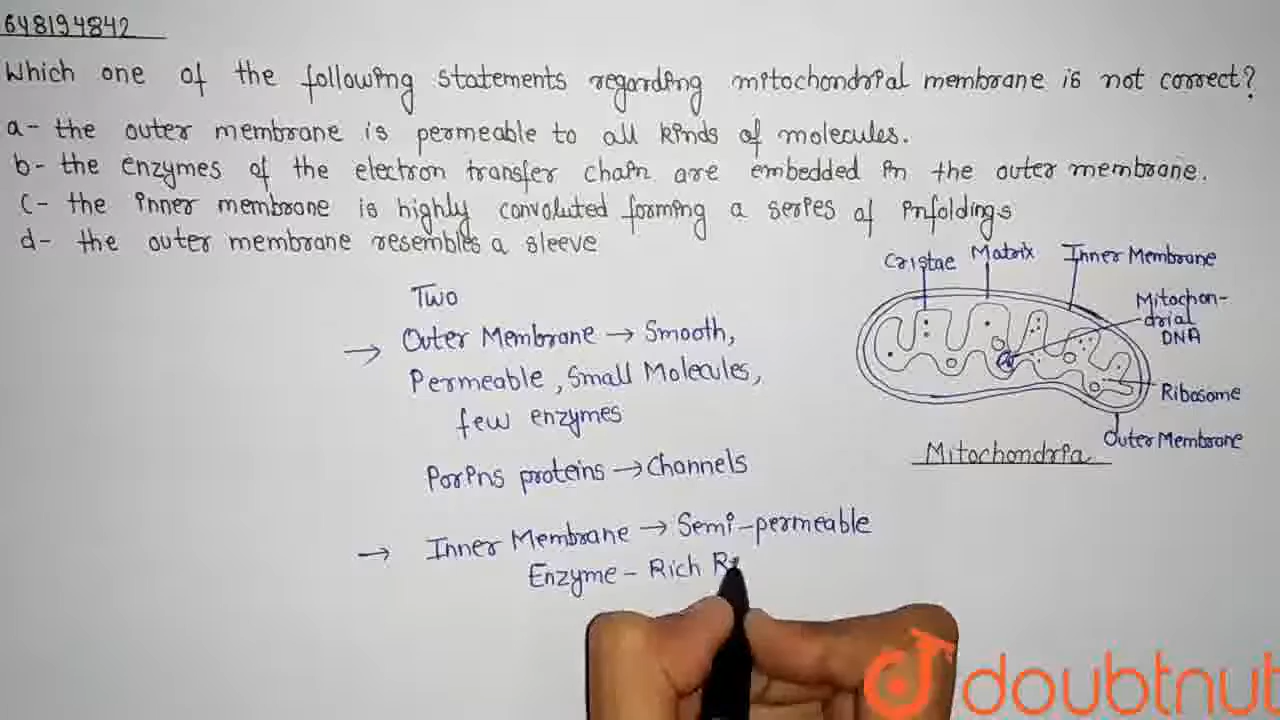 648194842
Which one of the following statements regarding mitochondrial membrane is not correct?
a- the outer membrane is permeable to all kinds of molecules.
b- the enzymes of the electron transfer chain are embedded in the outer membrane.
c- the inner membrane is highly convoluted forming a series of infoldings
d- the outer membrane resembles a sleeve
Two
→ Outer Membrane → Smooth,
Permeable, Small Molecules,
few enzymes
Porins proteins → Channels
→ Inner Membrane → Semi-permeable
Enzyme - Rich
Cristae
Matrix
Inner Membrane
Mitochon-
drial
DNA
Ribosome
Outer Membrane
Mitochondria
doubtnut